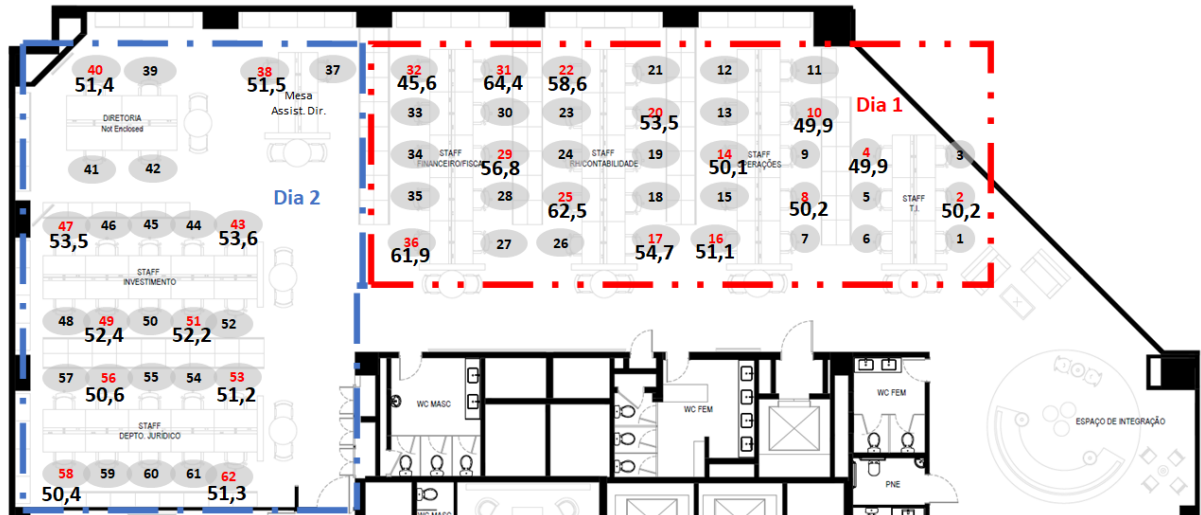 40 39 38 37 32 31 22 21 12 11
51,4 51,5 45,6 64,4 58,6
Mesa
Assist. Dir.
DIRETORIA
Not Enclosed
Dia 1
33 30 23 20 13 10
53,5 49,9
41 42
34 29 24 19 14 9 4 3
STAFF
FINANCEIRO/FISCA
STAFF
RH/CONTABILIDADE
STAFF
OPERAÇÕES
56,8 50,1 49,9
Dia 2
35 28 25 18 15 8 5 2
62,5 50,2 50,2
STAFF
T.I.
47 46 45 44 43
53,5 53,6
36 27 26 17 16 7 6 1
61,9 54,7 51,1
STAFF
INVESTIMENTO
48 49 50 51 52
52,4 52,2
57 56 55 54 53
50,6 51,2
STAFF
DEPTO. JURÍDICO
58 59 60 61 62
50,4 51,3
WC MASC
WC FEM
WC FEM
ESPAÇO DE INTEGRAÇÃO
PNE
WC MASC